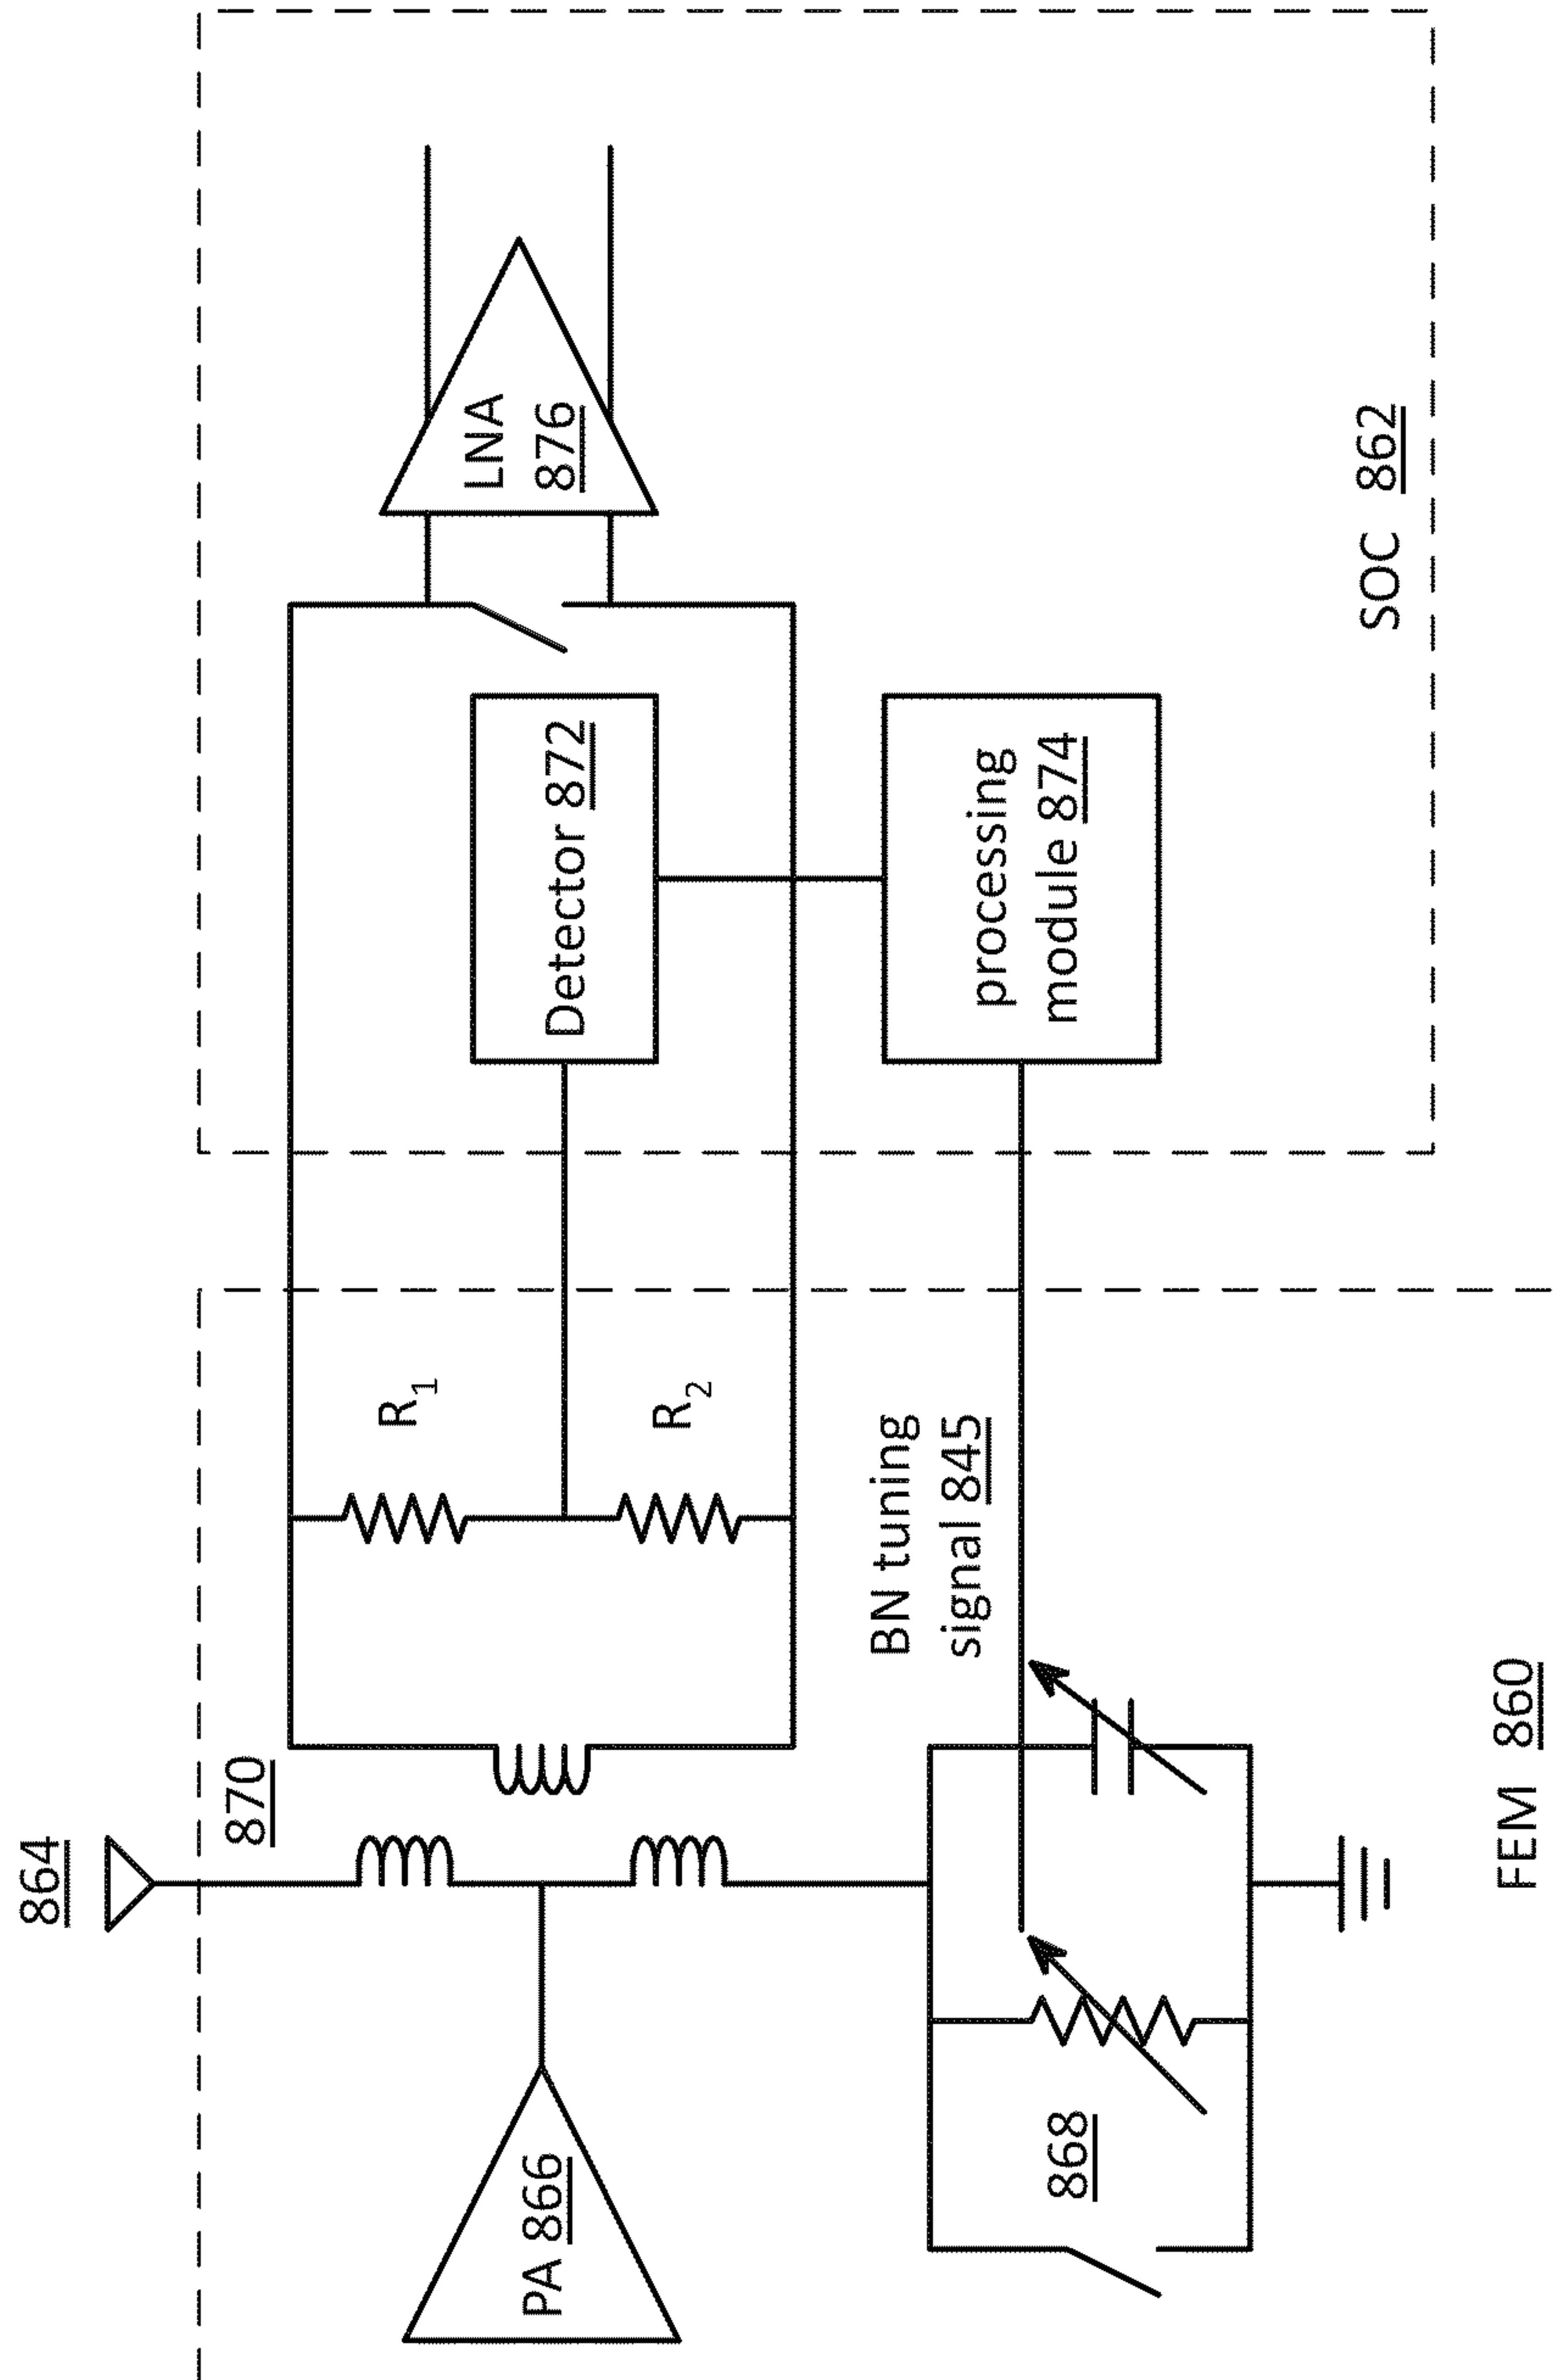 864
870
PA 866
868
R1
R2
BN tuning
signal 845
FEM 860
Detector 872
processing
module 874
LNA
876
SOC 862